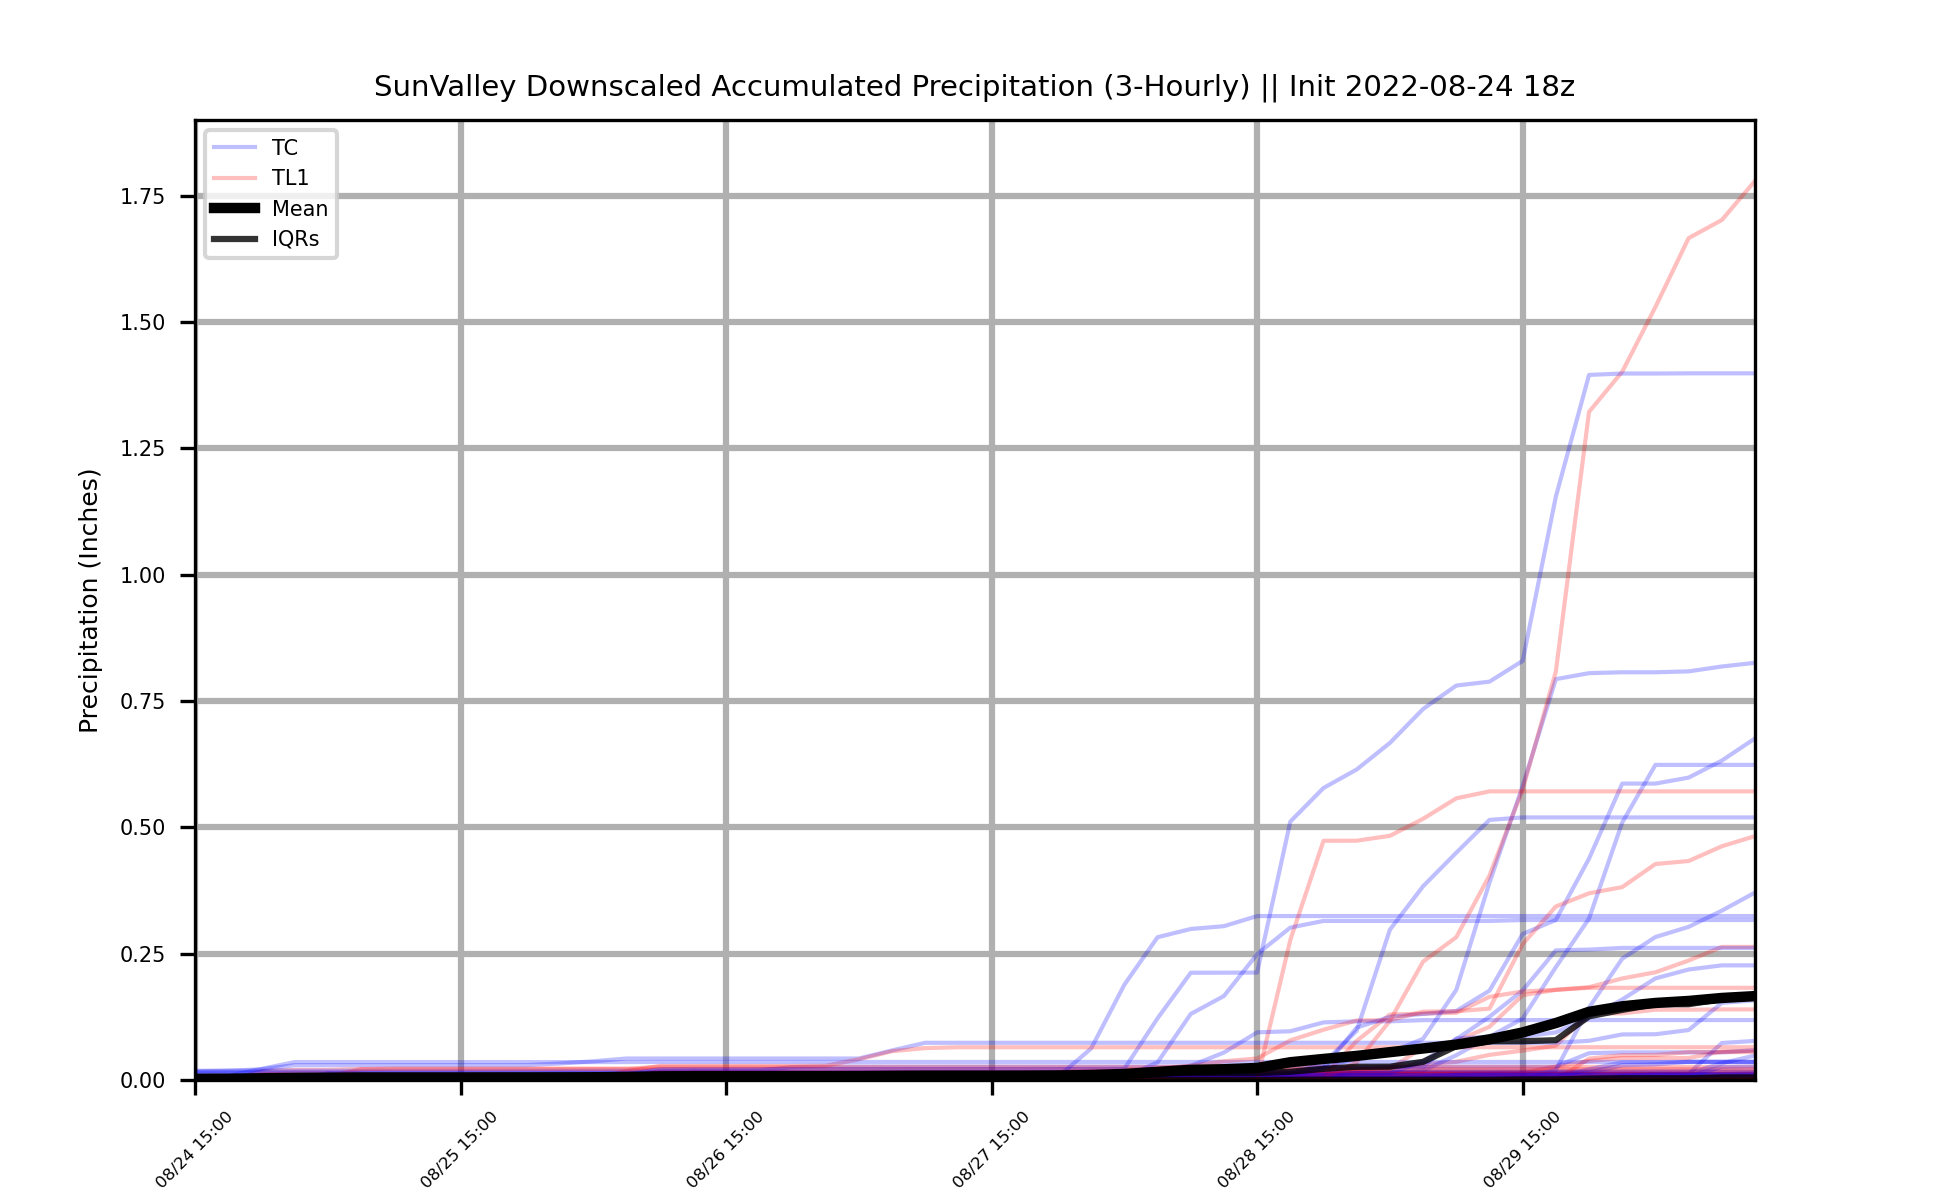 SunValley Downscaled Accumulated Precipitation (3-Hourly) || Init 2022-08-24 18z
TC
TL1
Mean
IQRs
Precipitation (Inches)
1.75
1.50
1.25
1.00
0.75
0.50
0.25
0.00
08/24 15:00
08/25 15:00
08/26 15:00
08/27 15:00
08/28 15:00
08/29 15:00